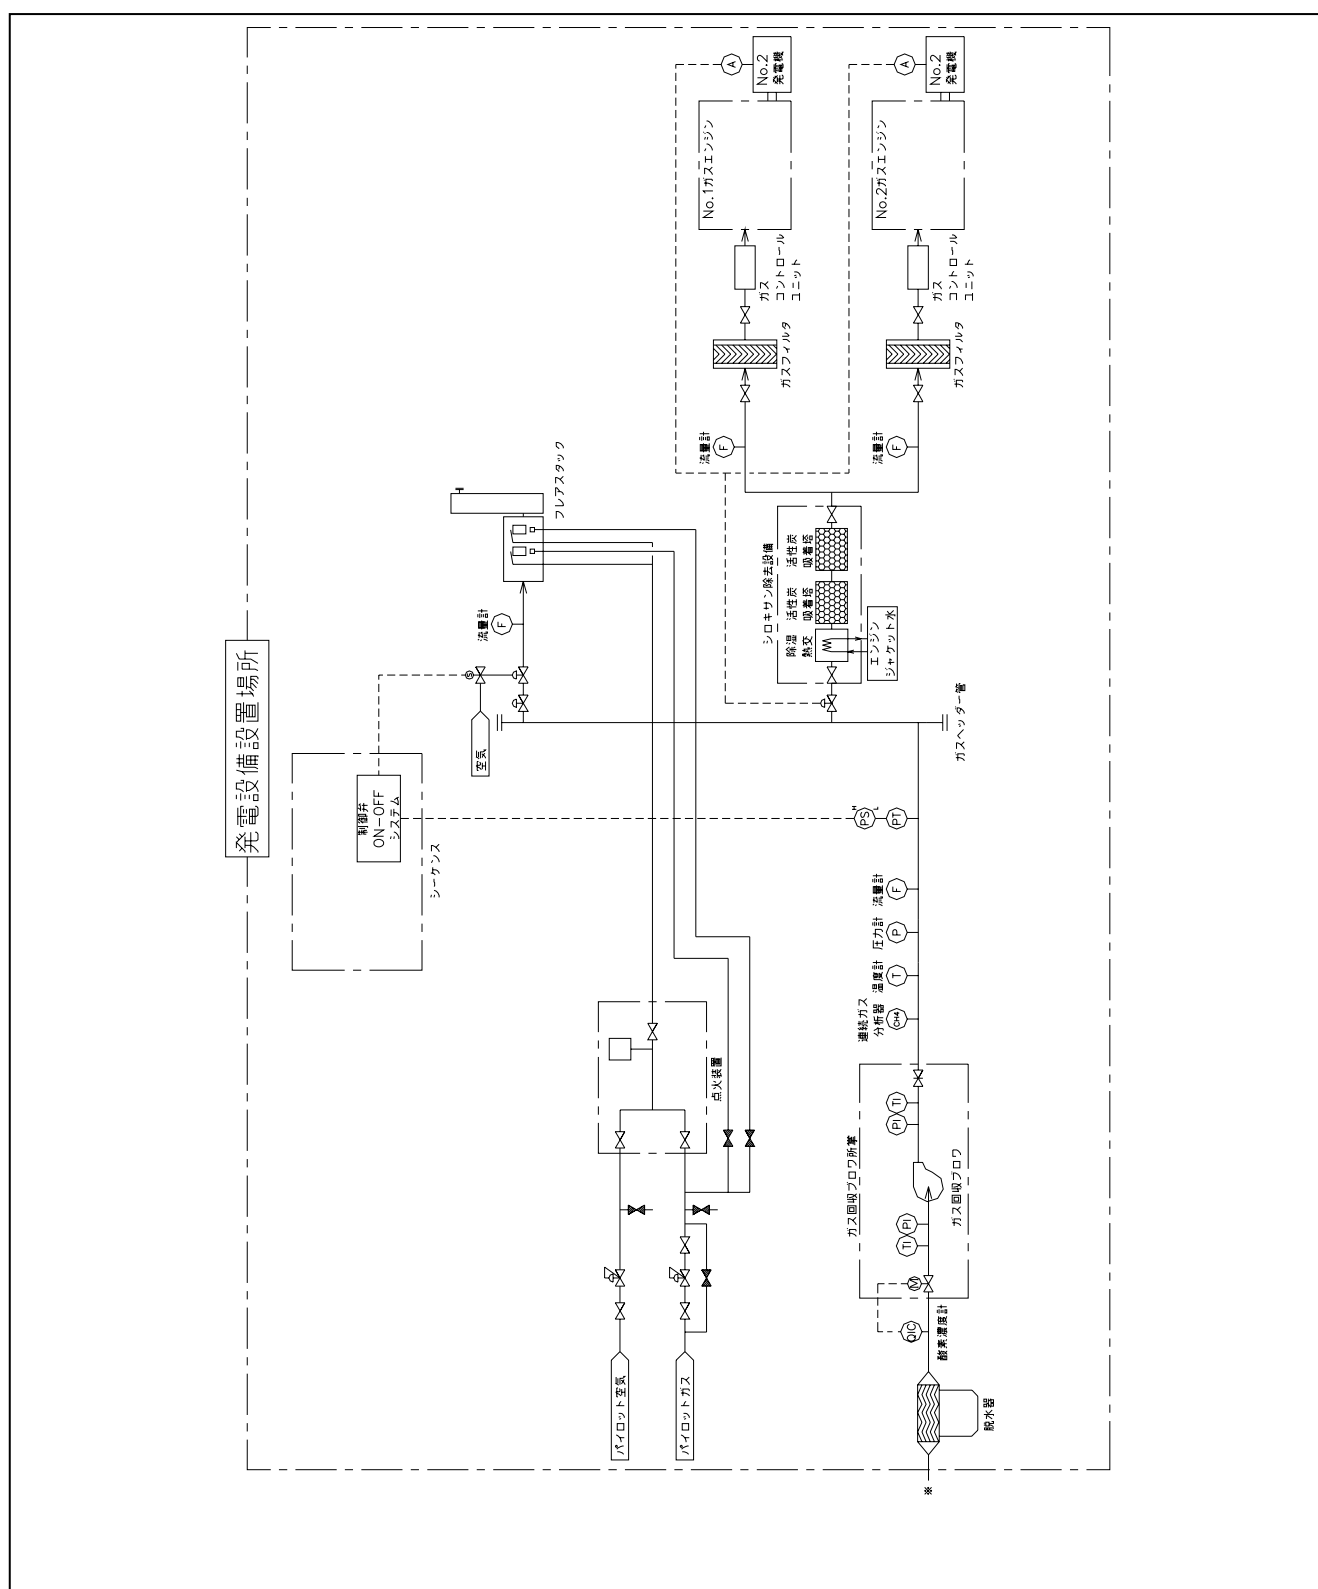 発電設備設置場所
制御弁
ON-OFF
システム
シーケンス
空気
S
流量計
F
フレアスタック
パイロット空気
パイロットガス
点火装置
A
No.2
発電機
No.1ガスエンジン
ガス
コントロール
ユニット
ガスフィルタ
流量計
F
A
No.2
発電機
No.2ガスエンジン
ガス
コントロール
ユニット
ガスフィルタ
流量計
F
シロキサン除去設備
除湿
熱交
活性炭
吸着塔
活性炭
吸着塔
エンジン
ジャケット水
ガスヘッダー管
PS
H
L
PT
流量計
F
圧力計
P
温度計
T
連続ガス
分析器
CH4
ガス回収ブロワ所掌
TI
PI
ガス回収ブロワ
PI
TI
M
QIC
酸素濃度計
脱水器
※